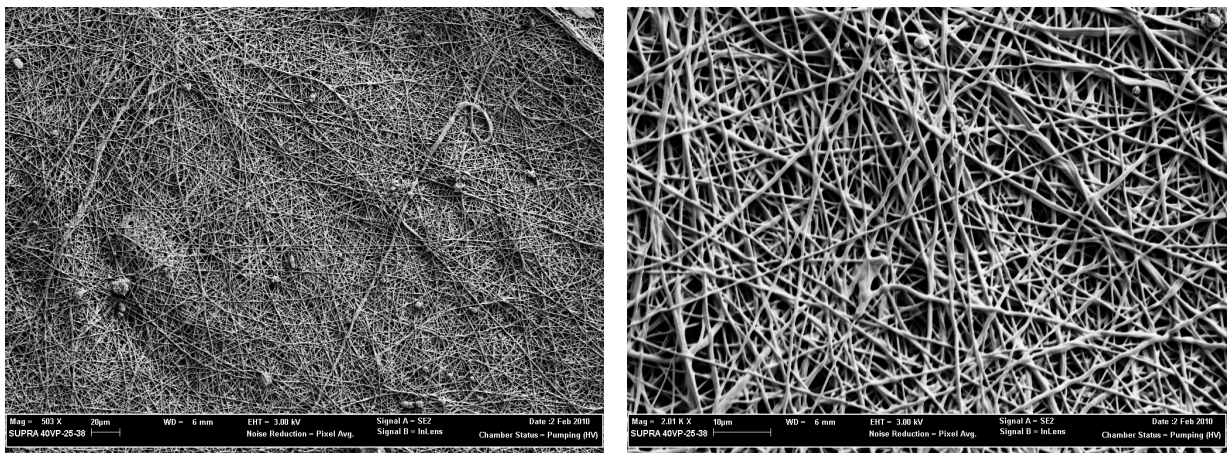 Mag = 503 X 20µm WD = 6 mm EHT = 3.00 kV Signal A = SE2 Date :2 Feb 2010
SUPRA 40VP-25-38 Noise Reduction = Pixel Avg. Signal B = InLens Chamber Status = Pumping (HV)
Mag = 2.01 K X 10µm WD = 6 mm EHT = 3.00 kV Signal A = SE2 Date :2 Feb 2010
SUPRA 40VP-25-38 Noise Reduction = Pixel Avg. Signal B = InLens Chamber Status = Pumping (HV)